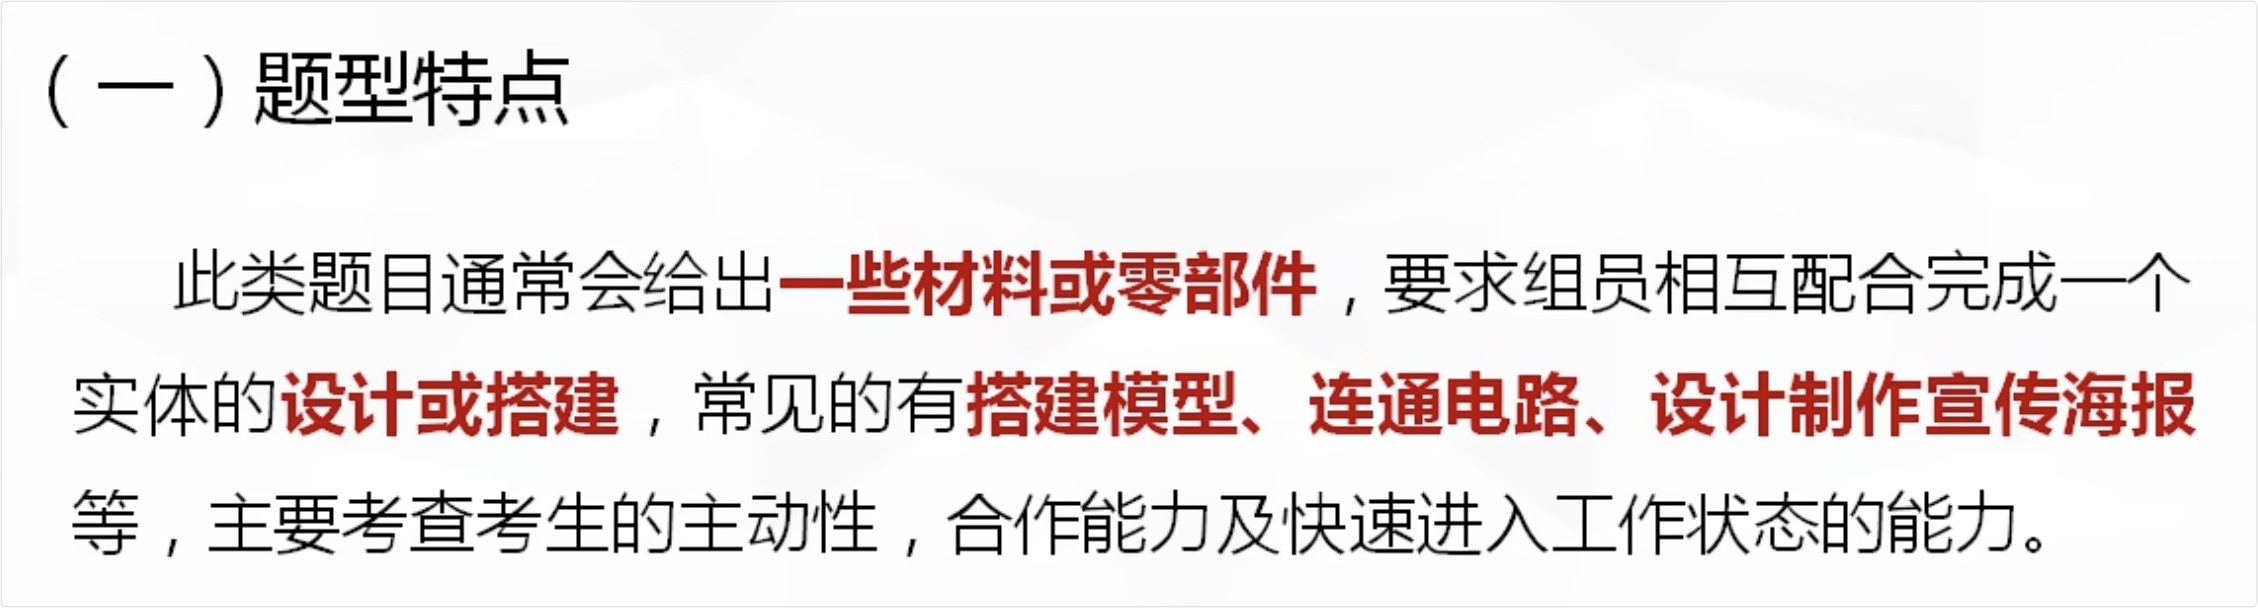 （一）题型特点
此类题目通常会给出一些材料或零部件，要求组员相互配合完成一个
实体的设计或搭建，常见的有搭建模型、连通电路、设计制作宣传海报
等，主要考查考生的主动性，合作能力及快速进入工作状态的能力。